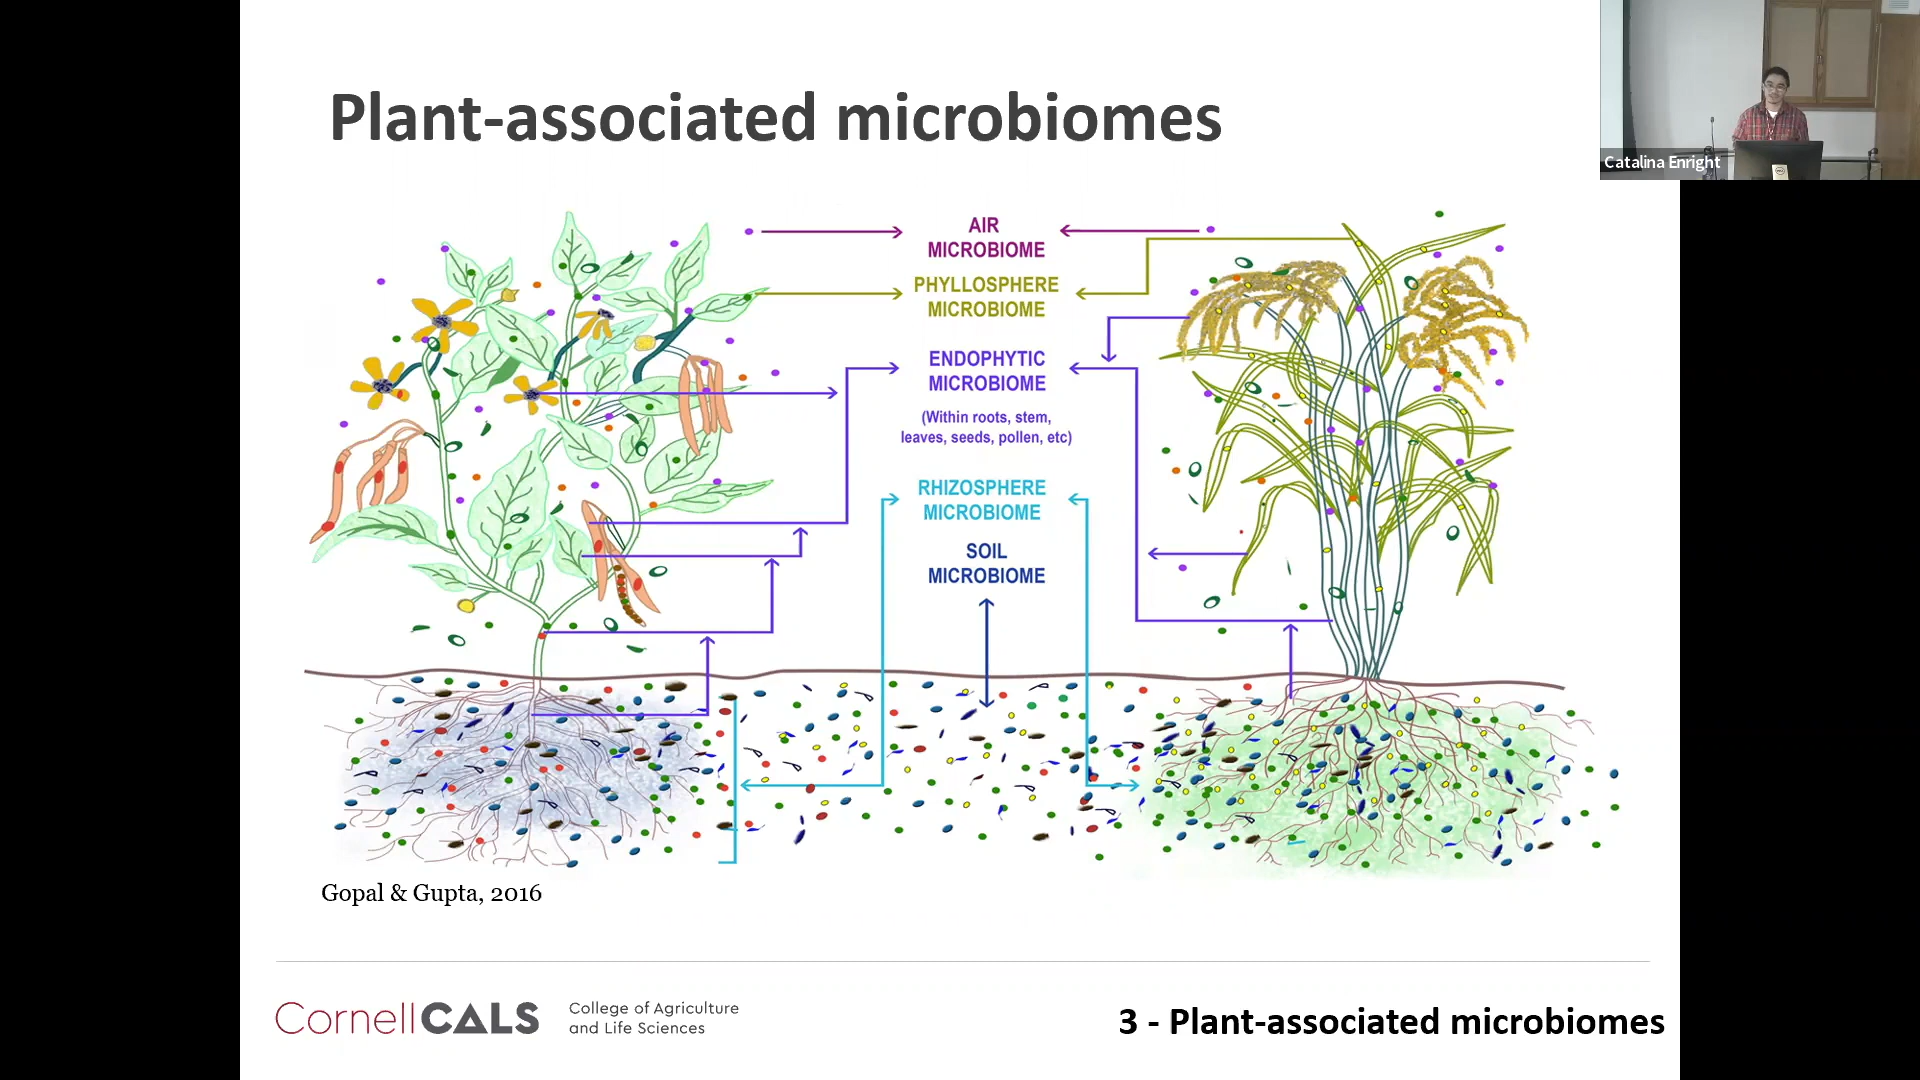 Plant-associated microbiomes
Catalina Enright
AIR
MICROBIOME
PHYLLOSPHERE
MICROBIOME
ENDOPHYTIC
MICROBIOME
(Within roots, stem,
leaves, seeds, pollen, etc)
RHIZOSPHERE
MICROBIOME
SOIL
MICROBIOME
Gopal & Gupta, 2016
CornellCALS
College of Agriculture
and Life Sciences
3 - Plant-associated microbiomes